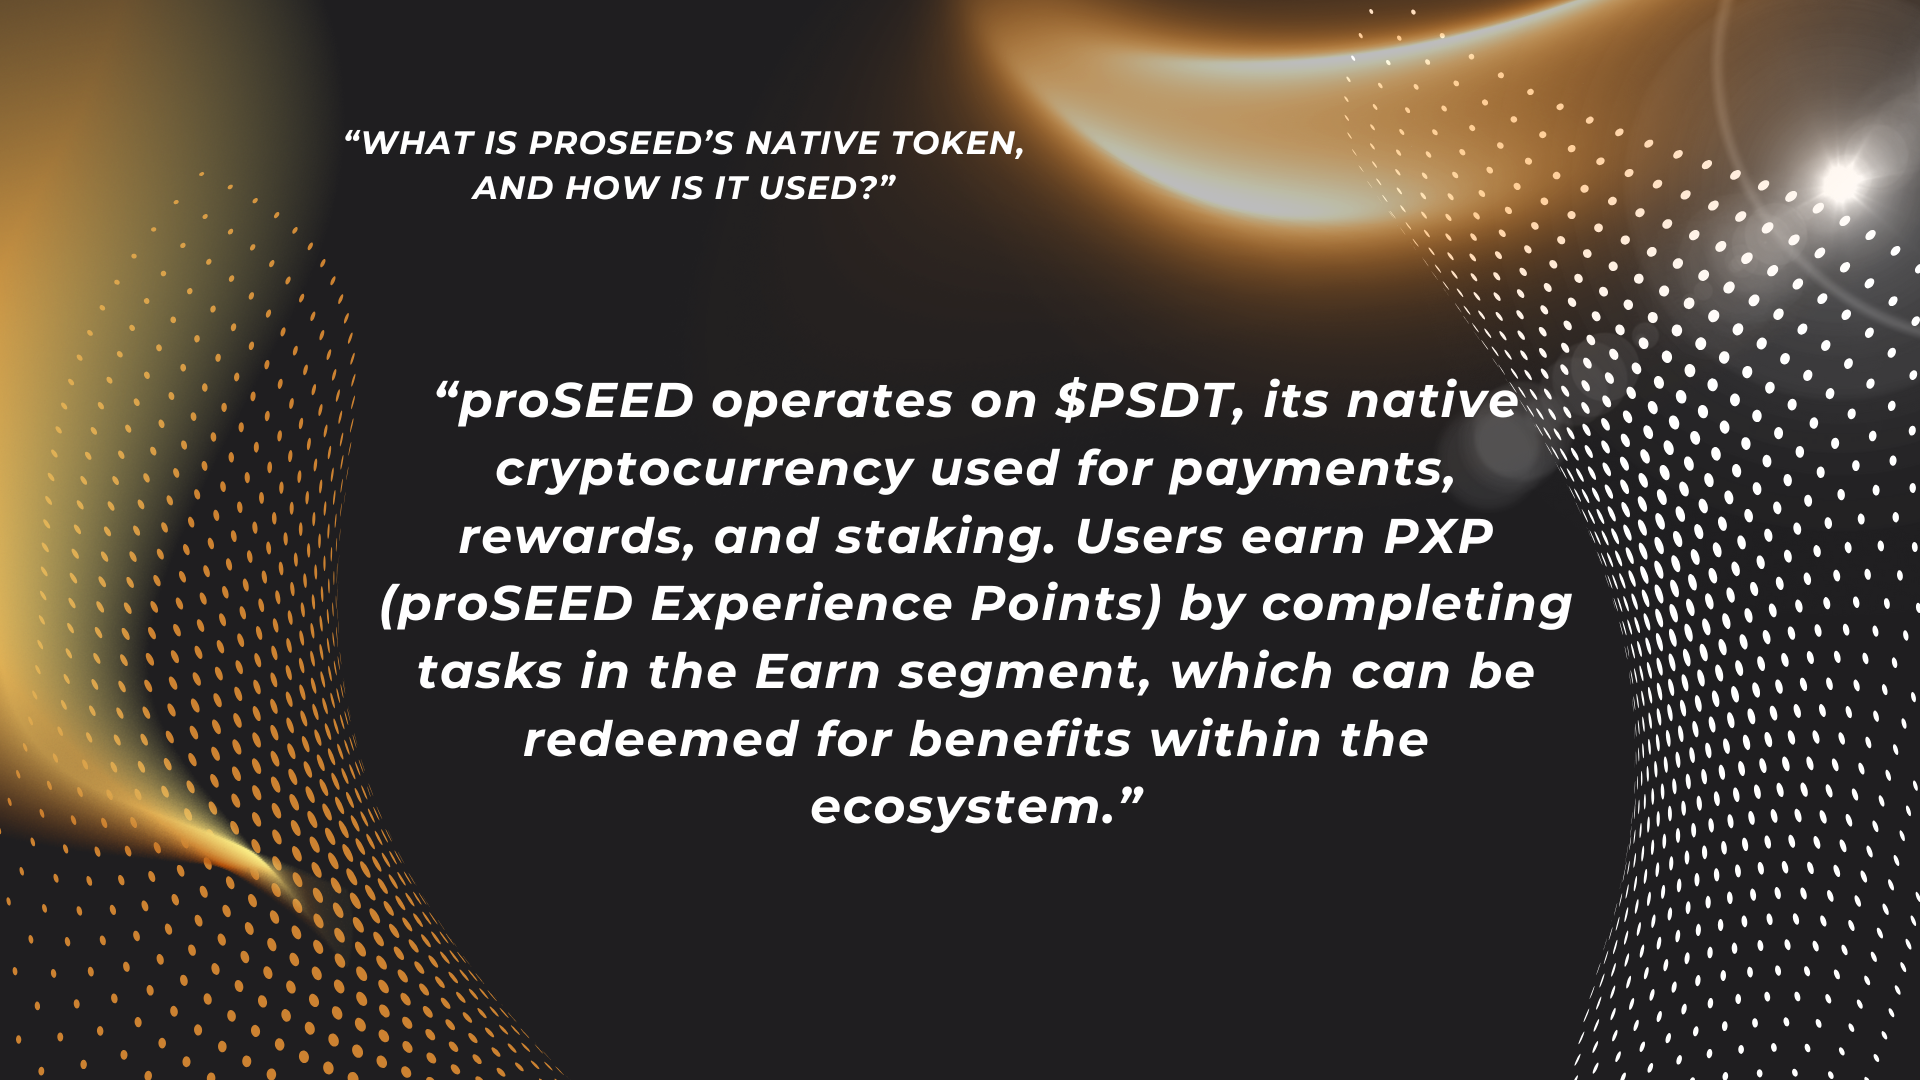 “WHAT IS PROSEED’S NATIVE TOKEN,
AND HOW IS IT USED?”
“proSEED operates on $PSDT, its native
cryptocurrency used for payments,
rewards, and staking. Users earn PXP
(proSEED Experience Points) by completing
tasks in the Earn segment, which can be
redeemed for benefits within the
ecosystem.”